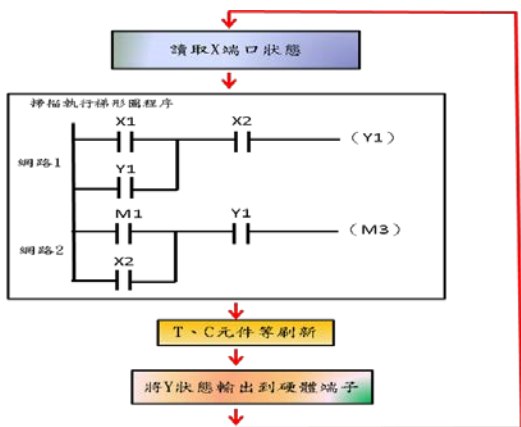 讀取X端口狀態
掃描執行梯形圖程序
X1 X2
(Y1)
網路1
Y1
M1 Y1
(M3)
網路2
X2
T、C元件等刷新
將Y狀態輸出到硬體端子